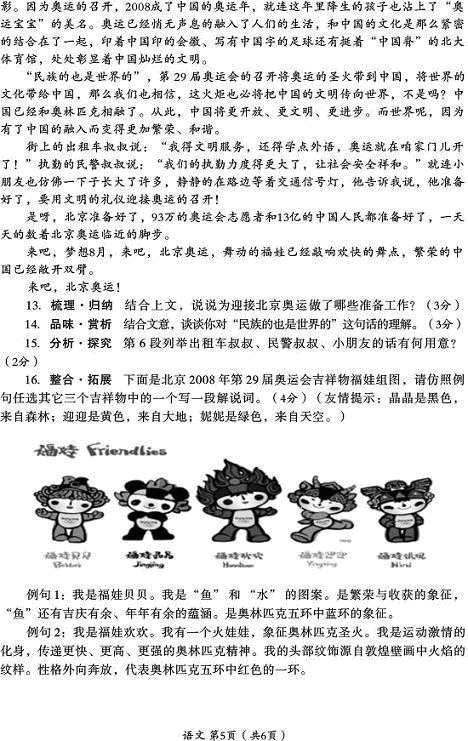 影。因为奥运的召开，2008成了中国的奥运年，就连这年里降生的孩子也沾上了“奥
运宝宝”的美名。奥运已经悄无声息的融入了人们的生活，和中国的文化是那么紧密
的结合在了一起，印着中国印的会徽、写有中国字的足球还有挺着“中国脊”的北大
体育馆，处处彰显着中国灿烂的文明。
“民族的也是世界的”，第29届奥运会的召开将奥运的圣火带到中国，将世界的
文化带给中国，那么我们也相信，这火炬也必将把中国的文明传向世界，不是吗？中
国已经和奥林匹克相融了。从此，中国将更开放、更文明、更进步。而世界呢，因为
有了中国的融入而变得更加繁荣、和谐。
街上的出租车叔叔说：“我得文明服务，还得学点外语，奥运就在咱家门儿开
了！”执勤的民警叔叔说：“我们的执勤力度得更大了，让社会安全祥和。”就连小
朋友也仿佛一下子长大了许多，静静的在路边等着交通信号灯，他告诉我说，他准备
好了，要用文明的礼仪迎接奥运的召开！
是呀，北京准备好了，93万的奥运会志愿者和13亿的中国人民都准备好了，一天
天的数着北京奥运临近的脚步。
来吧，梦想8月，来吧，北京奥运，舞动的福娃已经敲响欢快的舞点，繁荣的中
国已经敞开双臂。
来吧，北京奥运！
13. 梳理·归纳 结合上文，说说为迎接北京奥运做了哪些准备工作？（3分）
14. 品味·赏析 结合文意，谈谈你对“民族的也是世界的”这句话的理解。（3分）
15. 分析·探究 第6段列举出租车叔叔、民警叔叔、小朋友的话有何用意？
（2分）
16. 整合·拓展 下面是北京2008年第29届奥运会吉祥物福娃组图，请仿照例
句任选其它三个吉祥物中的一个写一段解说词。（4分）（友情提示：晶晶是黑色，
来自森林；迎迎是黄色，来自大地；妮妮是绿色，来自天空。）
福娃 Friendlies
福娃贝贝 福娃晶晶 福娃欢欢 福娃迎迎 福娃妮妮
Beibei Jingjing Huanhuan Yingying Nini
例句1：我是福娃贝贝。我是“鱼”和“水”的图案。是繁荣与收获的象征，
“鱼”还有吉庆有余、年年有余的蕴涵。是奥林匹克五环中蓝环的象征。
例句2：我是福娃欢欢。我有一个火娃娃，象征奥林匹克圣火。我是运动激情的
化身，传递更快、更高、更强的奥林匹克精神。我的头部纹饰源自敦煌壁画中火焰的
纹样。性格外向奔放，代表奥林匹克五环中红色的一环。
语文 第5页（共6页）